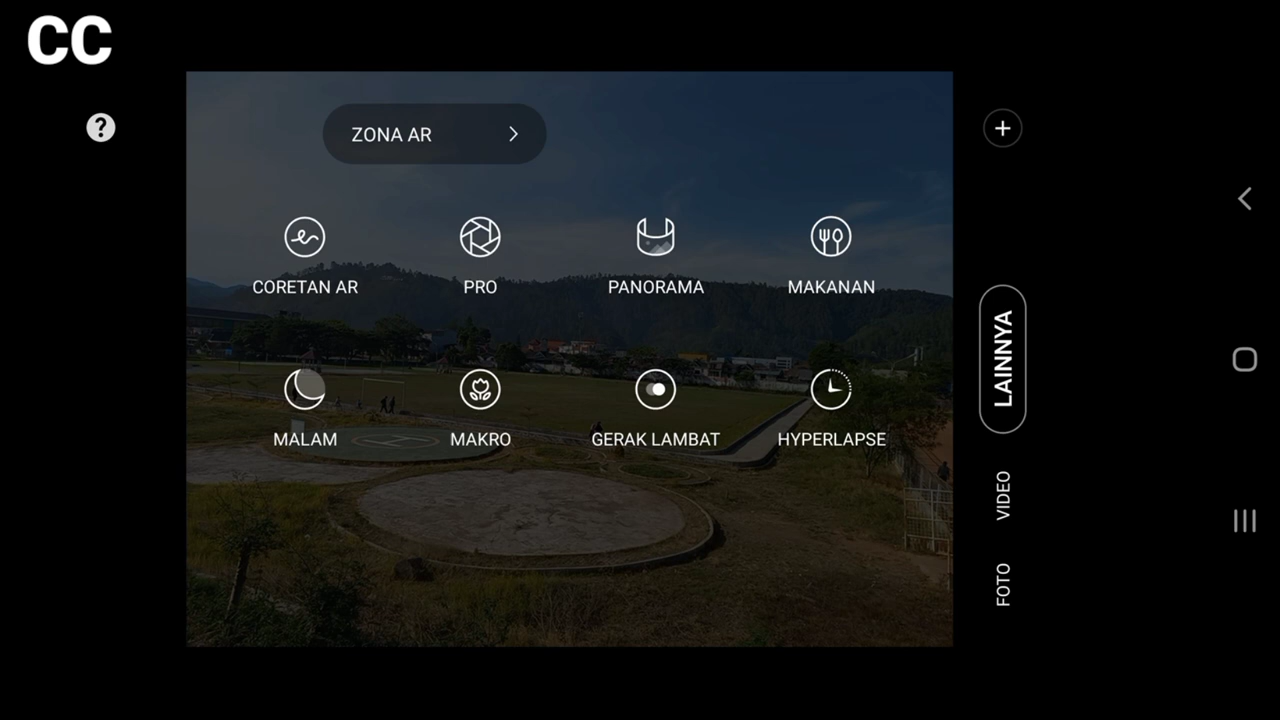 CC
?
ZONA AR
CORETAN AR
PRO
PANORAMA
MAKANAN
MALAM
MAKRO
GERAK LAMBAT
HYPERLAPSE
LAINNYA
VIDEO
FOTO